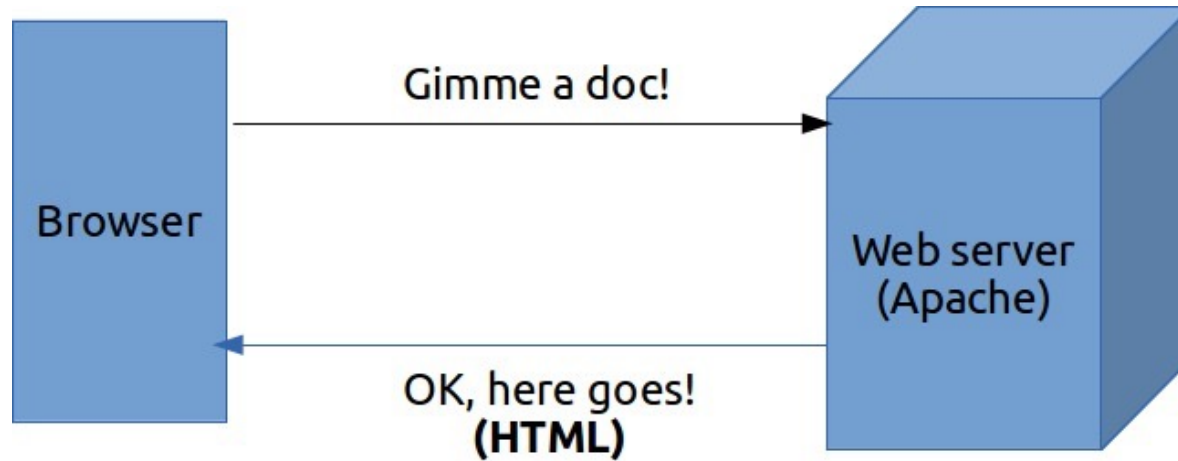 Gimme a doc!
Browser
Web server
(Apache)
OK, here goes!
(HTML)